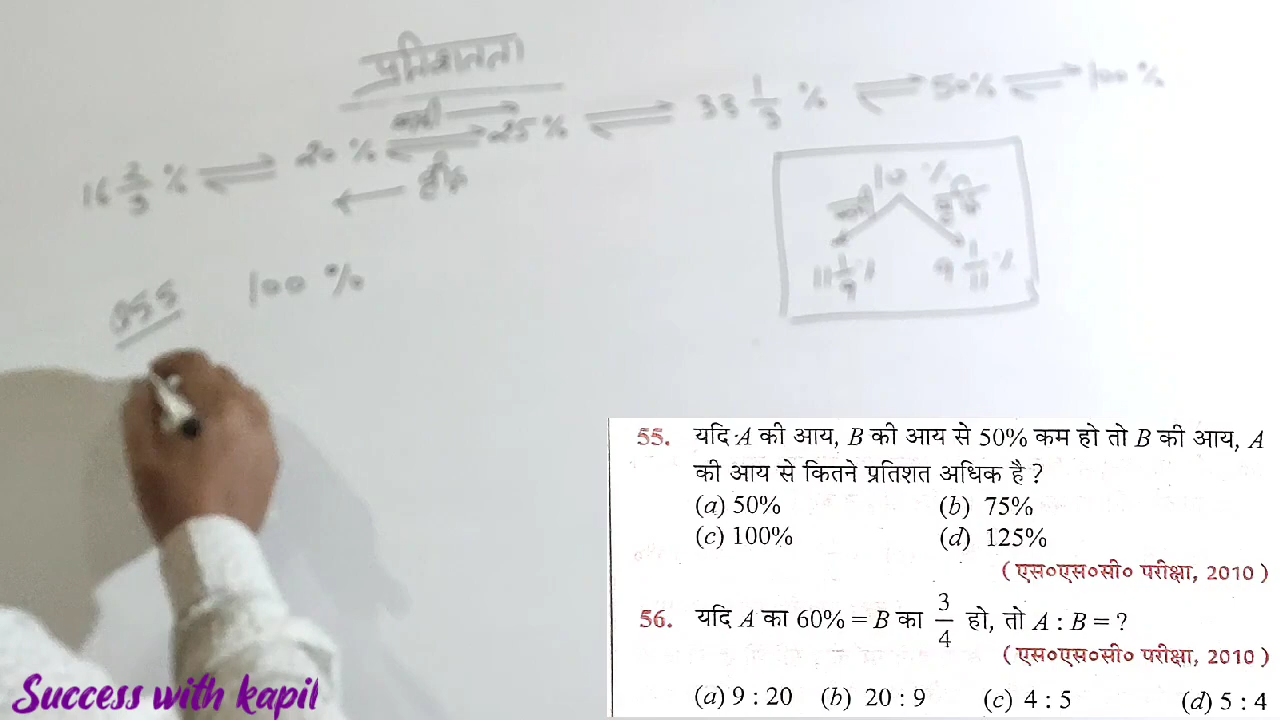 प्रतिशतता
16 2/3 % ⇌ 20 % ⇌ 25 % ⇌ 33 1/3 % ⇌ 50% ⇌ 100 %
10 %
11 1/9 % 9 1/11 %
Q55 100 %
55. यदि A की आय, B की आय से 50% कम हो तो B की आय, A
की आय से कितने प्रतिशत अधिक है ?
(a) 50% (b) 75%
(c) 100% (d) 125%
( एस०एस०सी० परीक्षा, 2010 )
56. यदि A का 60% = B का 3/4 हो, तो A : B = ?
( एस०एस०सी० परीक्षा, 2010 )
(a) 9 : 20 (b) 20 : 9 (c) 4 : 5 (d) 5 : 4
Success with kapil